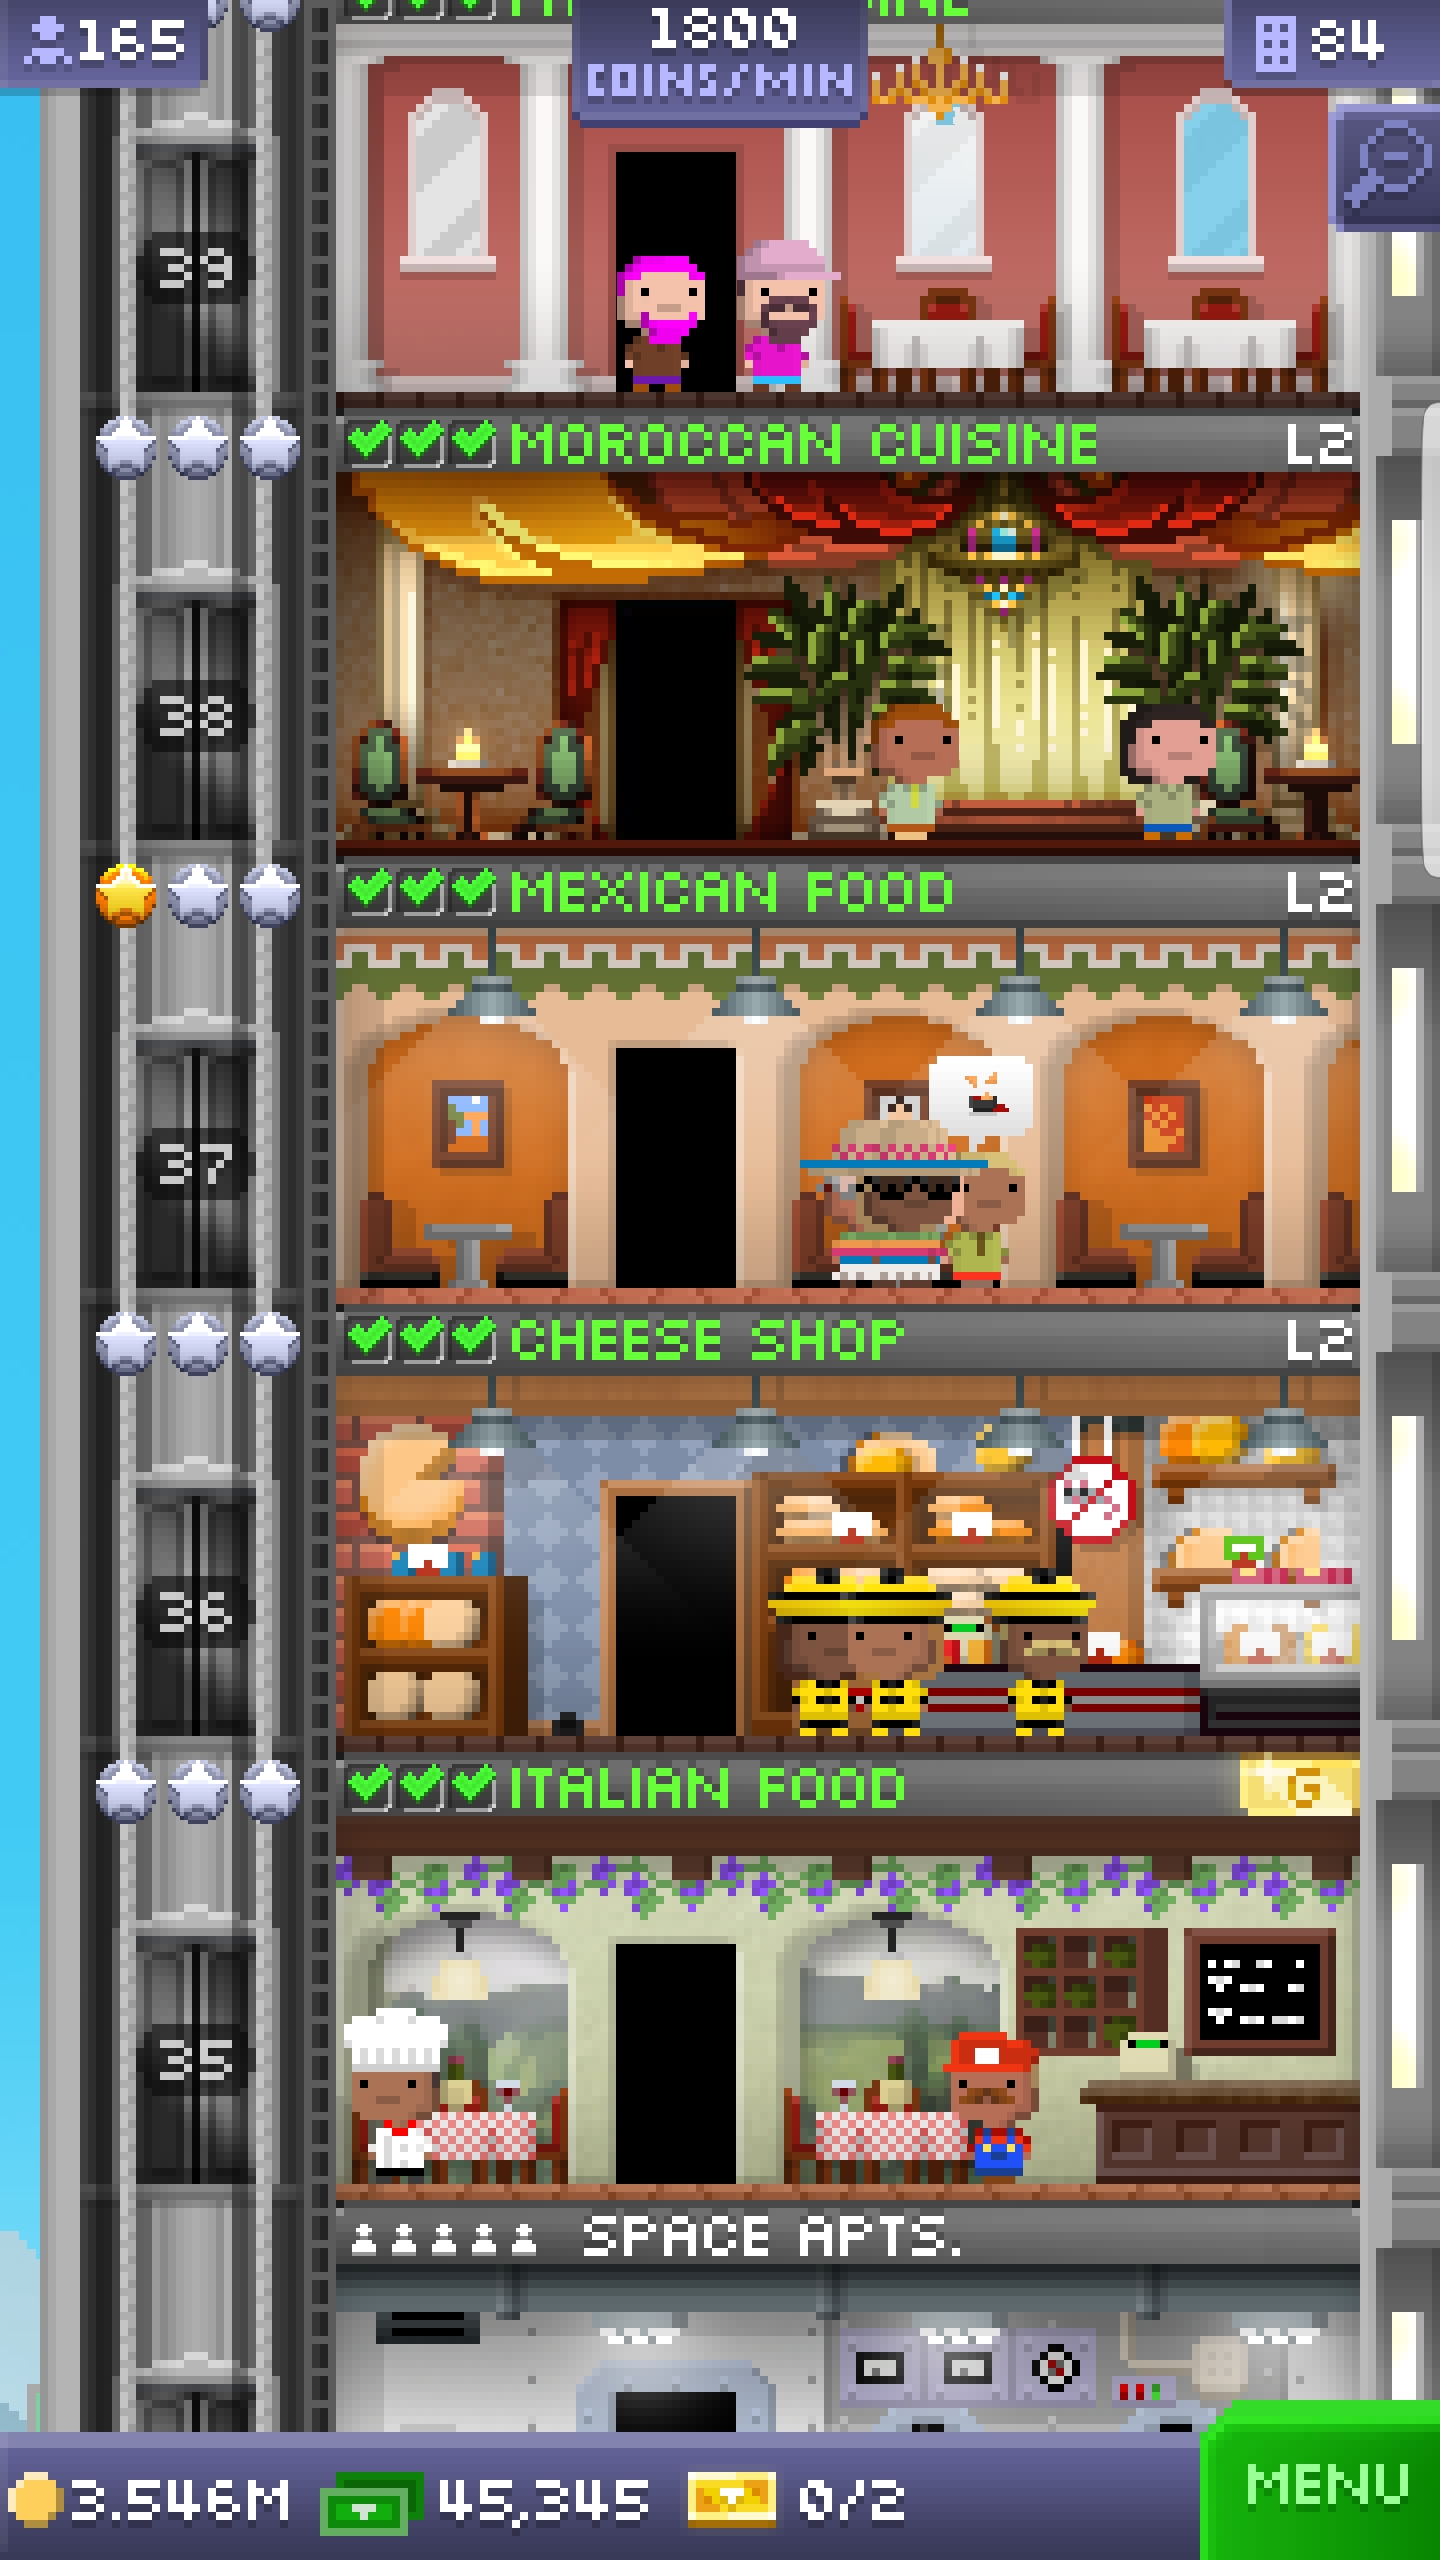 165
1800
COINS/MIN
84
39
MOROCCAN CUISINE L2
38
MEXICAN FOOD L2
37
CHEESE SHOP L2
36
ITALIAN FOOD G
35
SPACE APTS.
3.546M 45,345 0/2 MENU